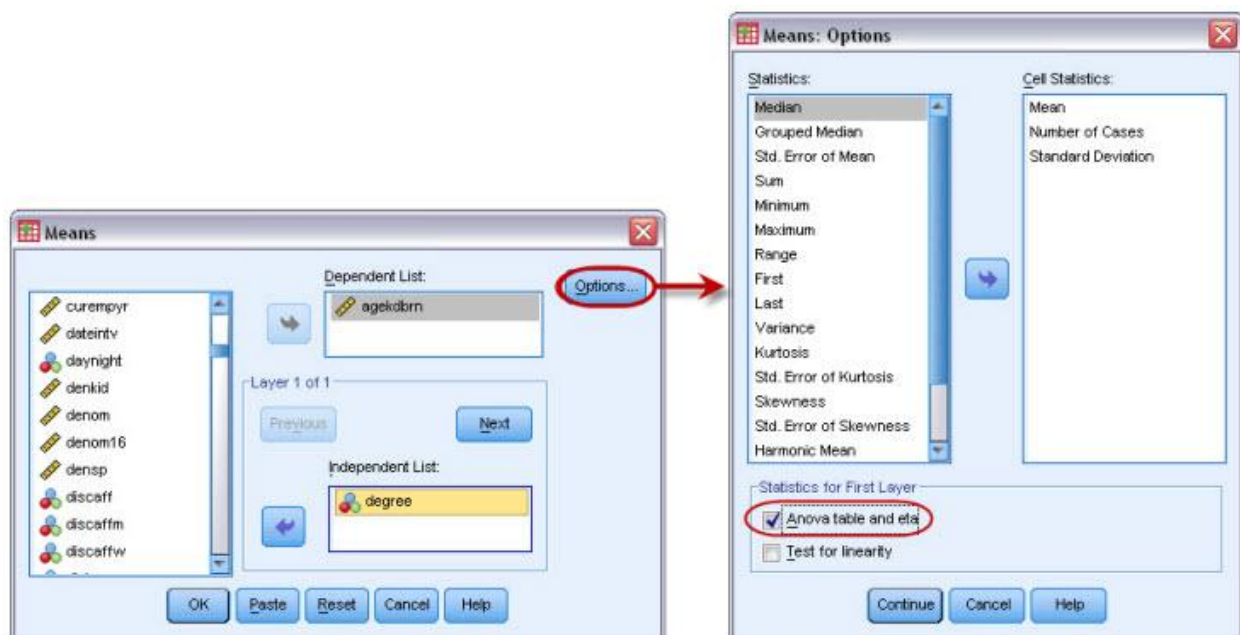 Means
curempyr
dateintv
daynight
denkid
denom
denom16
densp
discaff
discaffm
discaffw
Dependent List:
agekdbrn
Options...
Layer 1 of 1
Previous
Next
Independent List:
degree
OK
Paste
Reset
Cancel
Help
Means: Options
Statistics:
Median
Grouped Median
Std. Error of Mean
Sum
Minimum
Maximum
Range
First
Last
Variance
Kurtosis
Std. Error of Kurtosis
Skewness
Std. Error of Skewness
Harmonic Mean
Cell Statistics:
Mean
Number of Cases
Standard Deviation
Statistics for First Layer
Anova table and eta
Test for linearity
Continue
Cancel
Help